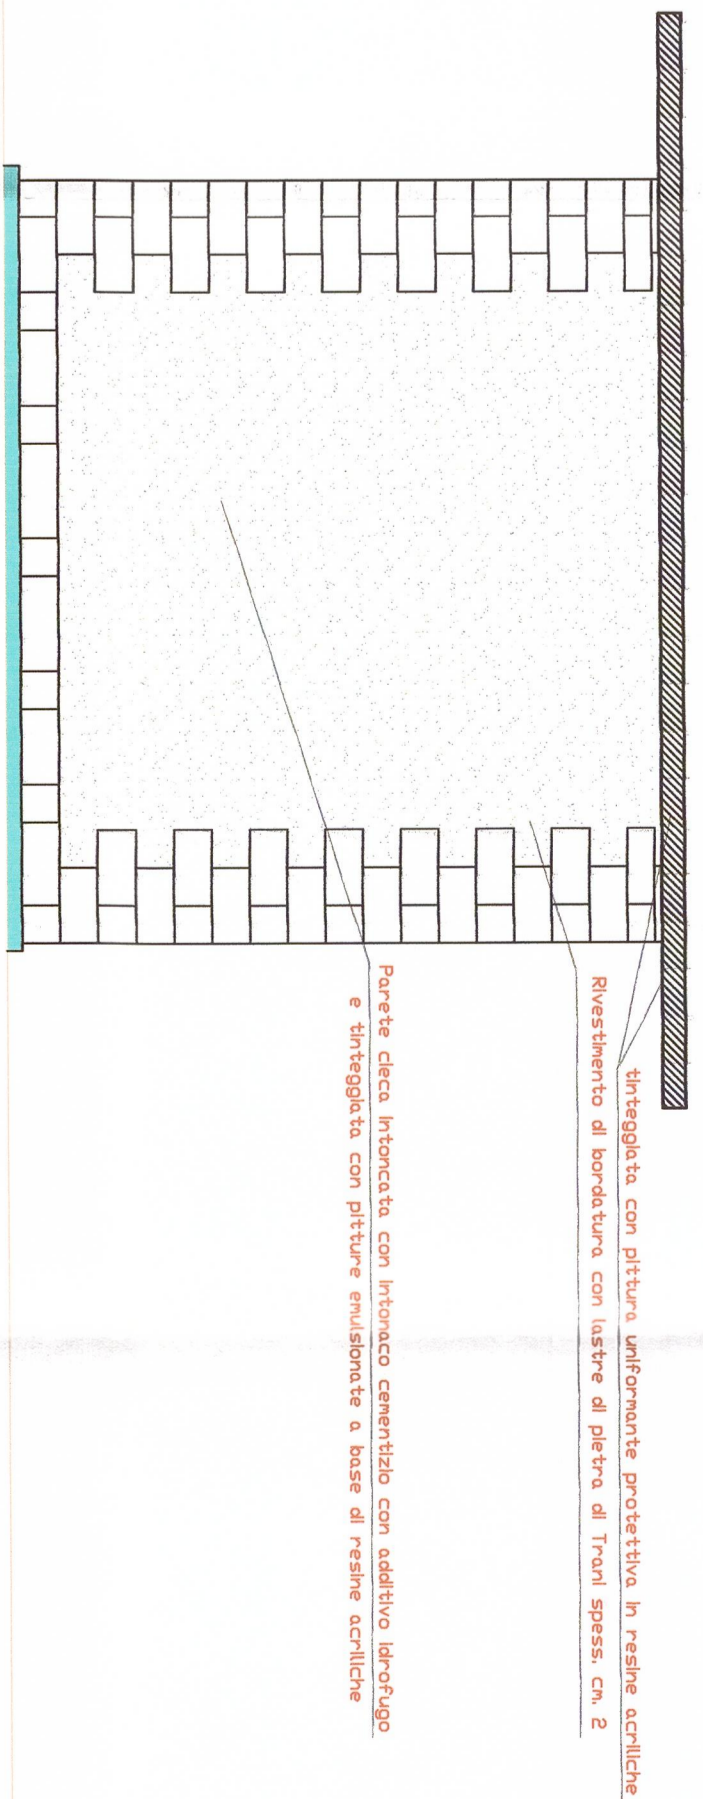 tinteggiata con pittura uniformante protettiva in resine acriliche
Rivestimento di bordatura con lastre di pietra di Trani spess. cm. 2
Parete cieca intoncata con intonaco cementizio con additivo idrofugo
e tinteggiata con pitture emulsionate a base di resine acriliche